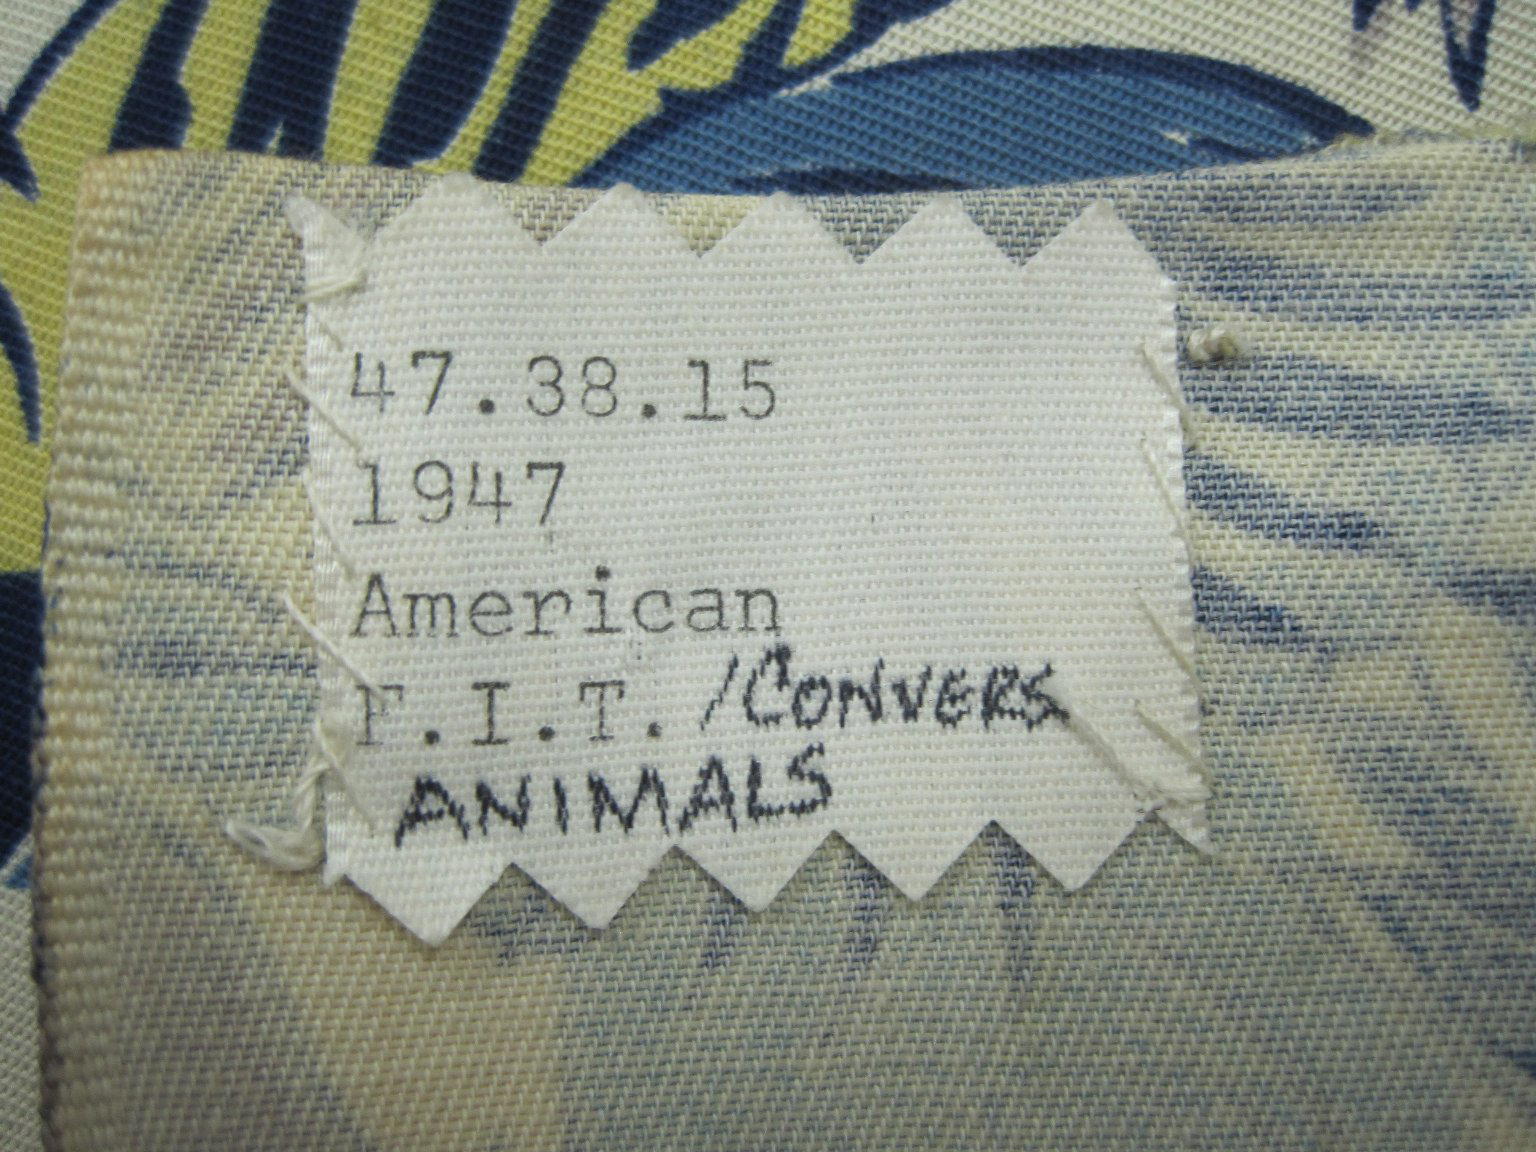 47.38.15
1947
American
F.I.T. /CONVERS
ANIMALS